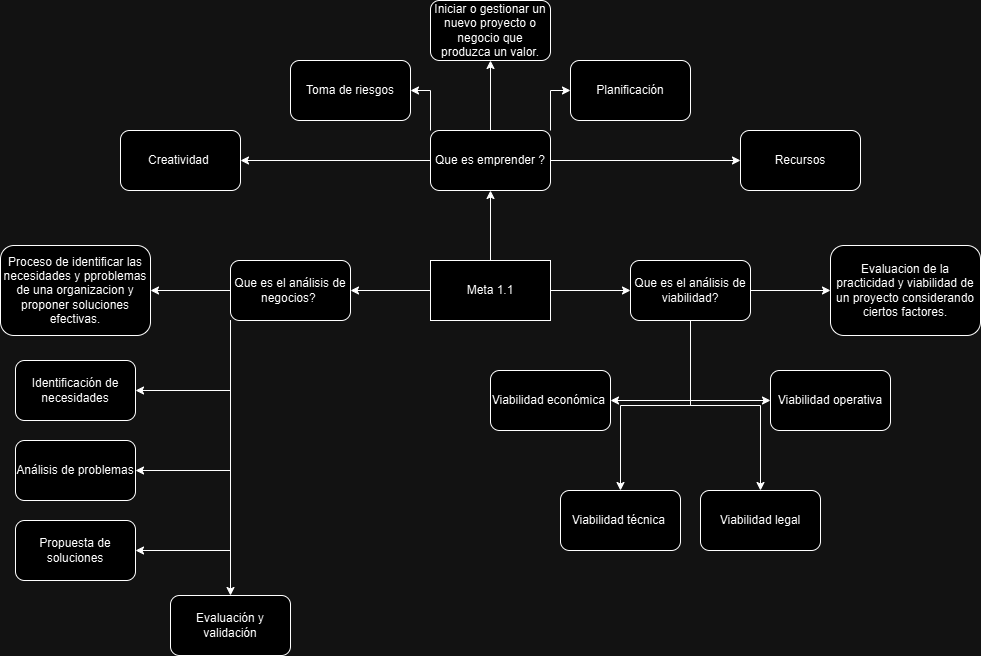 Iniciar o gestionar un
nuevo proyecto o
negocio que
produzca un valor.
Toma de riesgos
Planificación
Creatividad
Que es emprender ?
Recursos
Proceso de identificar las
necesidades y pproblemas
de una organizacion y
proponer soluciones
efectivas.
Que es el análisis de
negocios?
Meta 1.1
Que es el análisis de
viabilidad?
Evaluacion de la
practicidad y viabilidad de
un proyecto considerando
ciertos factores.
Identificación de
necesidades
Viabilidad económica
Viabilidad operativa
Análisis de problemas
Viabilidad técnica
Viabilidad legal
Propuesta de
soluciones
Evaluación y
validación